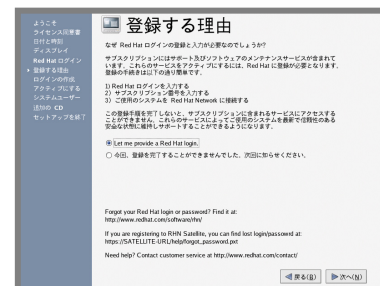 ようこそ
ライセンス同意書
日付と時刻
ディスプレイ
Red Hat ログイン
登録する理由
ログインの作成
アクティブにする
システムユーザー
追加の CD
セットアップを終了
登録する理由
なぜ Red Hat ログインの登録と入力が必要なのでしょうか?
サブスクリプションにはサポート及びソフトウェアのメンテナンスサービスが含まれて
います。これらのサービスをアクティブにするには、Red Hat に登録が必要となります。
登録の手続きは以下の通り簡単です。
1) Red Hat ログインを入力する
2) サブスクリプション番号を入力する
3) ご使用のシステムを Red Hat Network に接続する
この登録手順を完了しないと、サブスクリプションに含まれるサービスにアクセスする
ことができません。これらのサービスによってご使用のシステムを最新で信頼性のある
安全な状態に維持しサポートすることができるようになります。
Let me provide a Red Hat login.
今回、登録を完了することができませんでした。次回に知らせください。
Forgot your Red Hat login or password? Find it at:
http://www.redhat.com/software/rhn/
If you are registering to RHN Satellite, you can find lost login/passowrd at:
https://SATELLITE-URL/help/forgot_password.pxt
Need help? Contact customer service at http://www.redhat.com/contact/
戻る(B)
次へ(N)